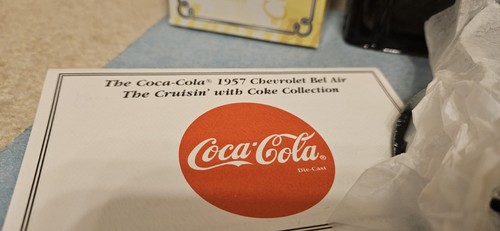 The Coca-Cola® 1957 Chevrolet Bel Air
The Cruisin' with Coke Collection
Coca-Cola®
Die-Cast